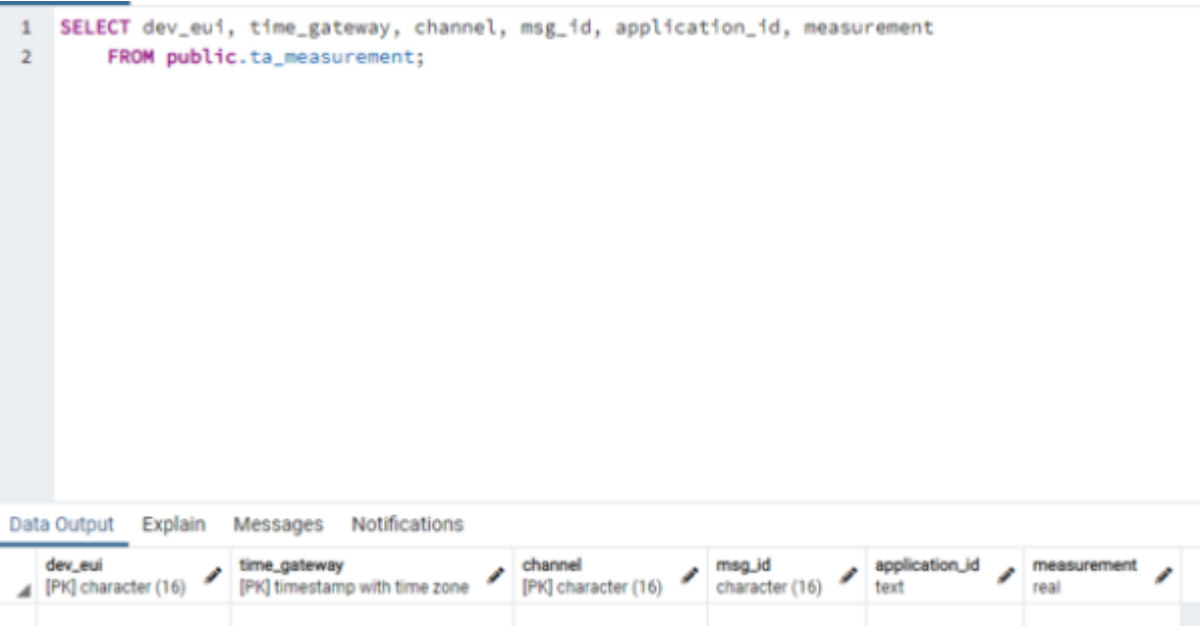 1 SELECT dev_eui, time_gateway, channel, msg_id, application_id, measurement
2 FROM public.ta_measurement;
Data Output Explain Messages Notifications
dev_eui time_gateway channel msg_id application_id measurement
[PK] character (16) [PK] timestamp with time zone [PK] character (16) character (16) text real